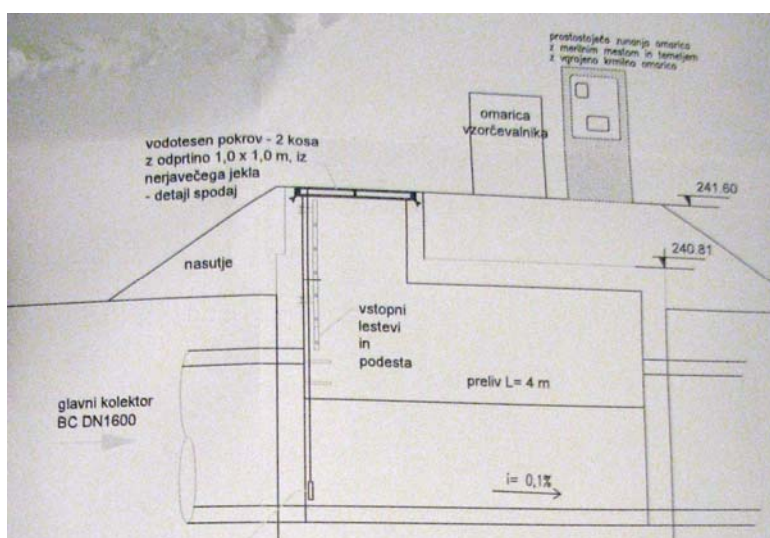 prostostoječa zunanja omarica
z merilnim mestom in temeljem
z vgrajeno krmilno omarico
omarica
vzorčevalnika
vodotesen pokrov - 2 kosa
z odprtino 1,0 x 1,0 m, iz
nerjavečega jekla
- detajl spodaj
241.60
240.81
nasutje
vstopni
lestevi
in
podesta
preliv L= 4 m
glavni kolektor
BC DN1600
i= 0,1%